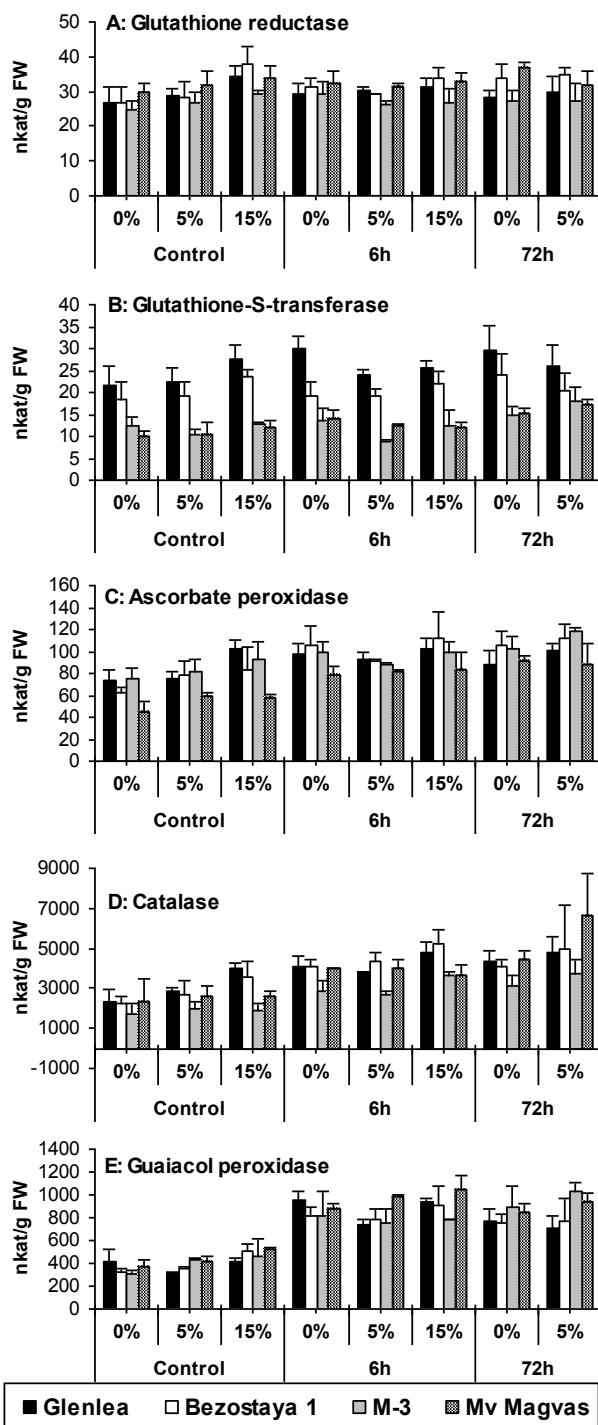 A: Glutathione reductase
nkat/g FW
50
40
30
20
10
0
0% 5% 15% 0% 5% 15% 0% 5%
Control 6h 72h
B: Glutathione-S-transferase
nkat/g FW
40
35
30
25
20
15
10
5
0
0% 5% 15% 0% 5% 15% 0% 5%
Control 6h 72h
C: Ascorbate peroxidase
nkat/g FW
160
140
120
100
80
60
40
20
0
0% 5% 15% 0% 5% 15% 0% 5%
Control 6h 72h
D: Catalase
nkat/g FW
9000
7000
5000
3000
1000
-1000
0% 5% 15% 0% 5% 15% 0% 5%
Control 6h 72h
E: Guaiacol peroxidase
nkat/g FW
1400
1200
1000
800
600
400
200
0
0% 5% 15% 0% 5% 15% 0% 5%
Control 6h 72h
Glenlea Bezostaya 1 M-3 Mv Magvas